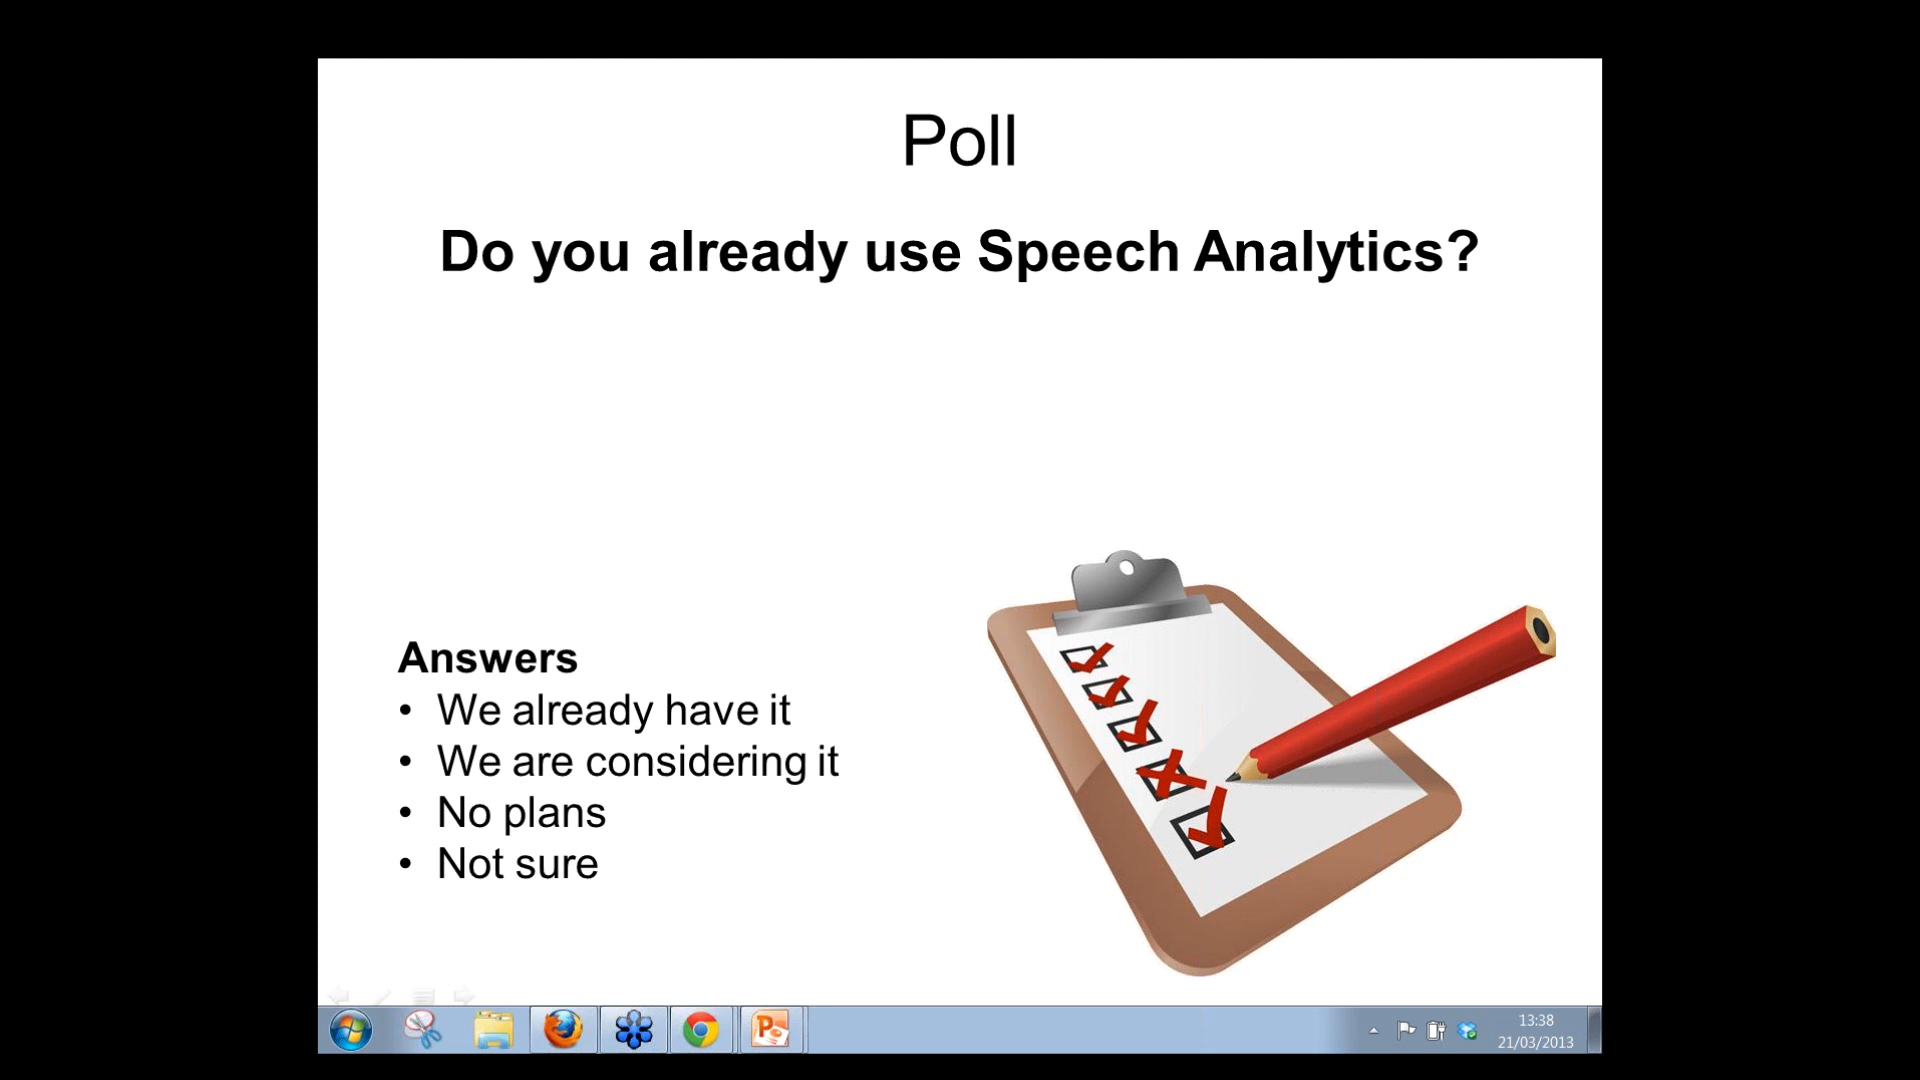 Poll
Do you already use Speech Analytics?
Answers
• We already have it
• We are considering it
• No plans
• Not sure
13:38
21/03/2013